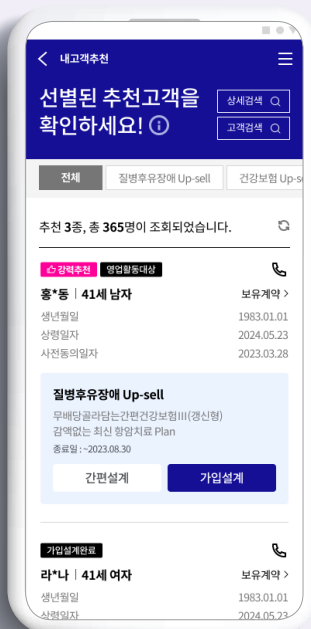 내고객추천
선별된 추천고객을
확인하세요!
상세검색
고객검색
전체 질병후유장애 Up-sell 건강보험 Up-s
추천 3종, 총 365명이 조회되었습니다.
강력추천 영업활동대상
홍*동 | 41세 남자 보유계약 >
생년월일 1983.01.01
상령일자 2024.05.23
사전동의일자 2023.03.28
질병후유장애 Up-sell
무배당골라담는간편건강보험III(갱신형)
감액없는 최신 항암치료 Plan
종료일 : ~2023.08.30
간편설계 가입설계
가입설계완료
라*나 | 41세 여자 보유계약 >
생년월일 1983.01.01
상령일자 2024.05.23